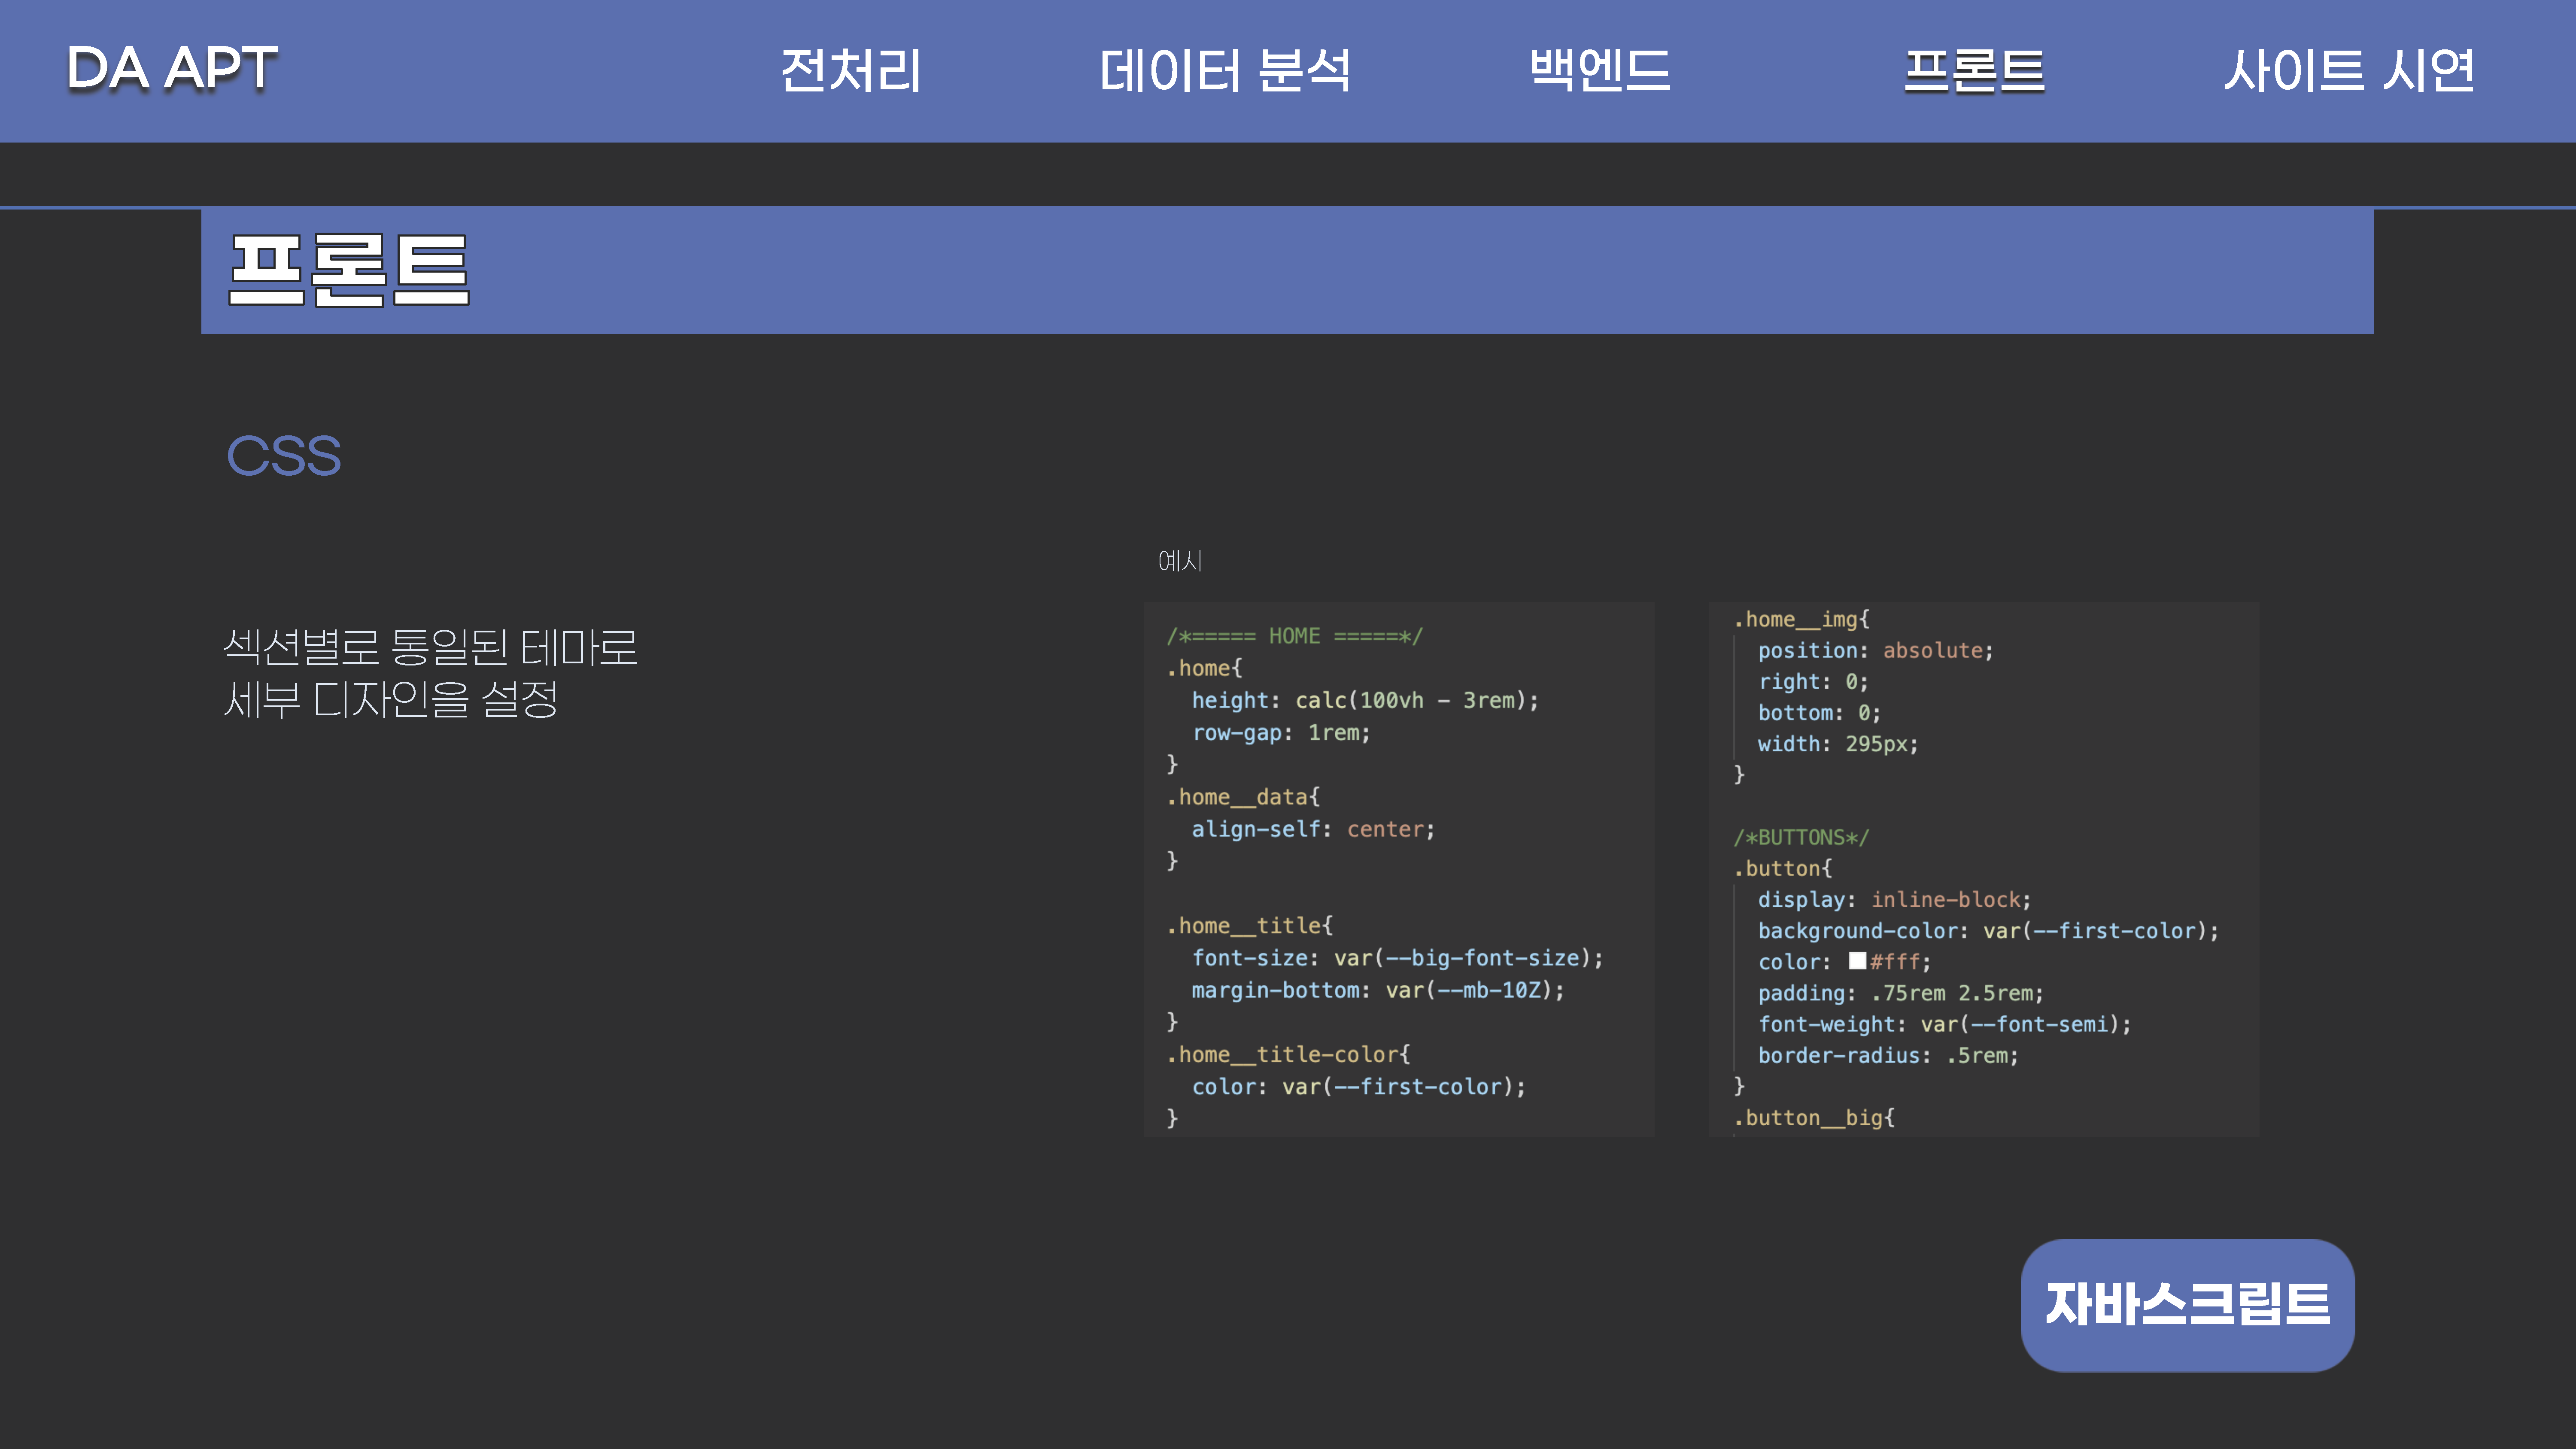 DA APT
전처리
데이터 분석
백엔드
프론트
사이트 시연
프론트
CSS
섹션별로 통일된 테마로
세부 디자인을 설정
예시
/*===== HOME =====*/
.home{
height: calc(100vh - 3rem);
row-gap: 1rem;
}
.home__data{
align-self: center;
}
.home__title{
font-size: var(--big-font-size);
margin-bottom: var(--mb-10Z);
}
.home__title-color{
color: var(--first-color);
}
.home__img{
position: absolute;
right: 0;
bottom: 0;
width: 295px;
}
/*BUTTONS*/
.button{
display: inline-block;
background-color: var(--first-color);
color: #fff;
padding: .75rem 2.5rem;
font-weight: var(--font-semi);
border-radius: .5rem;
}
.button__big{
자바스크립트